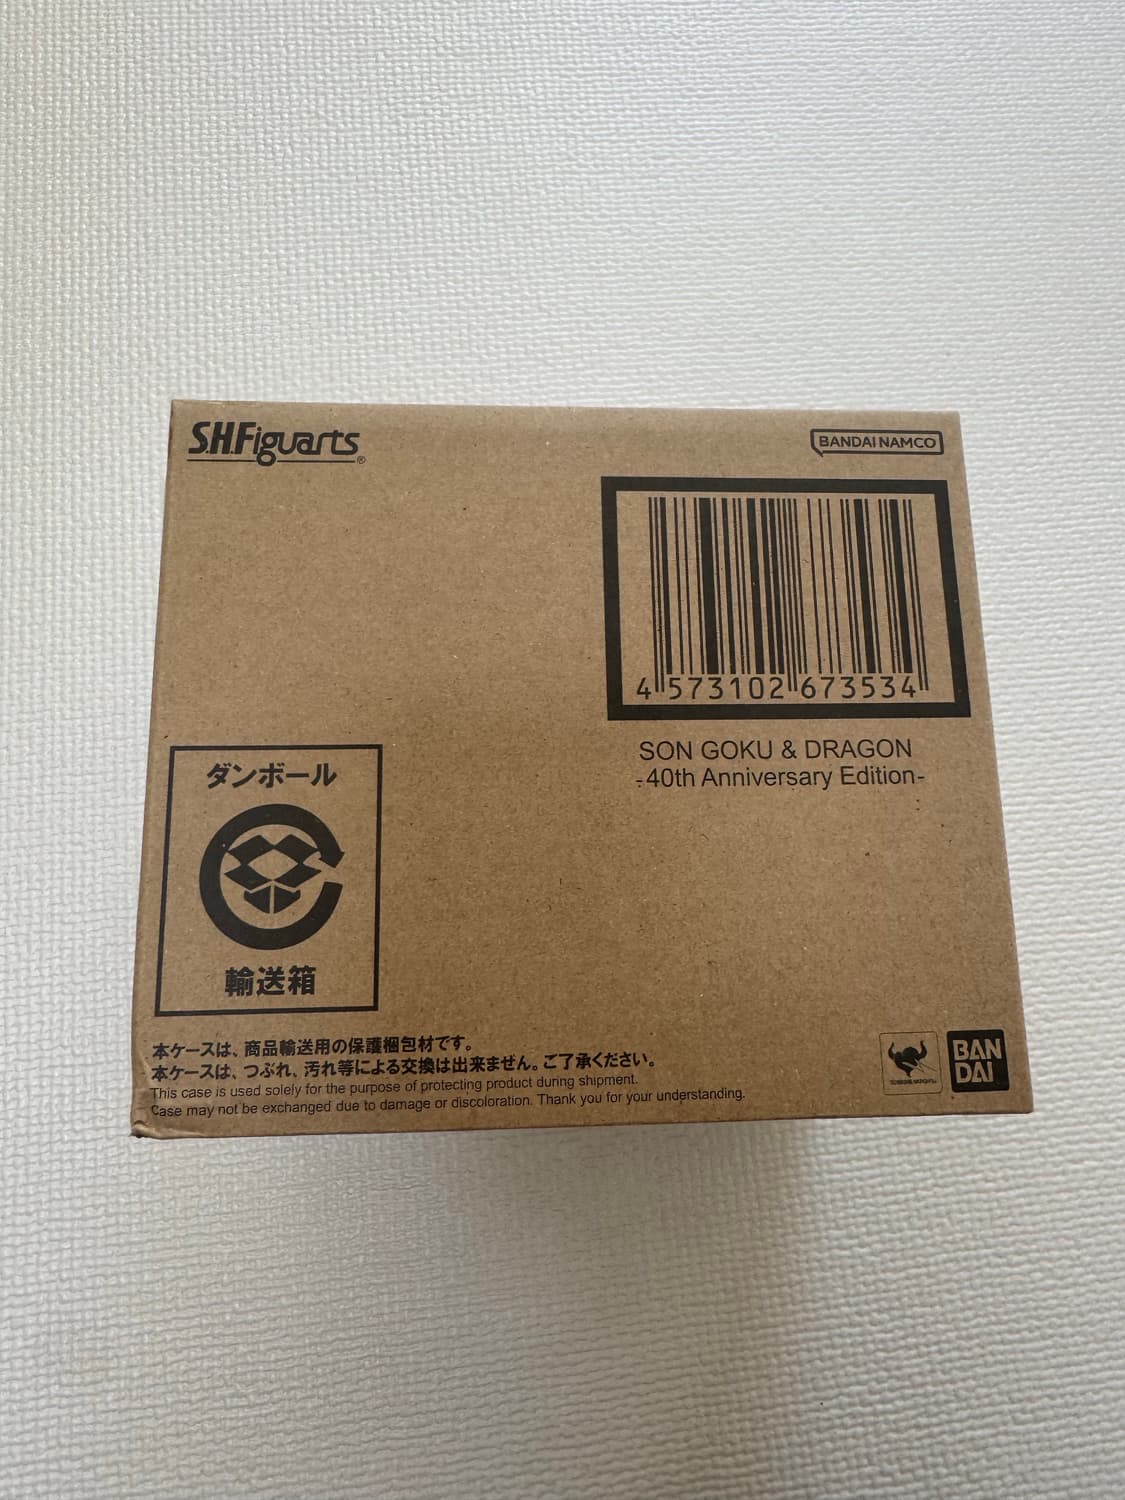 S.H.Figuarts®
BANDAI NAMCO
4 573102 673534
SON GOKU & DRAGON
-40th Anniversary Edition-
ダンボール
輸送箱
本ケースは、商品輸送用の保護梱包材です。
本ケースは、つぶれ、汚れ等による交換は出来ません。ご了承ください。
This case is used solely for the purpose of protecting product during shipment.
Case may not be exchanged due to damage or discoloration. Thank you for your understanding.
BAN
DAI